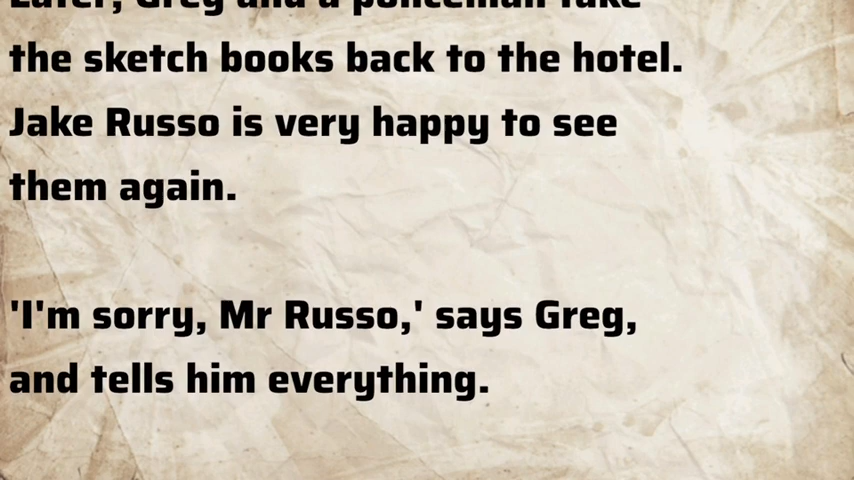 Later, Greg and a policeman take
the sketch books back to the hotel.
Jake Russo is very happy to see
them again.
'I'm sorry, Mr Russo,' says Greg,
and tells him everything.